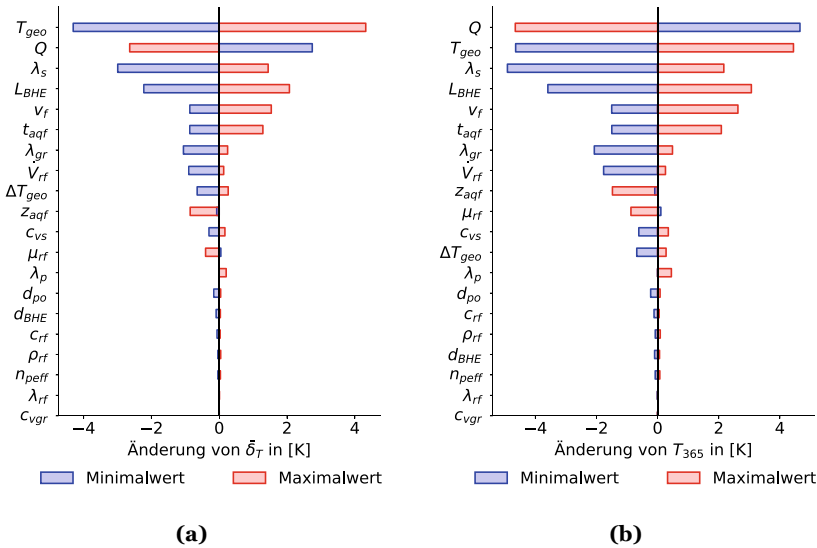 T_geo
Q
λ_s
L_BHE
v_f
t_aqf
λ_gr
V̇_rf
ΔT_geo
z_aqf
c_vs
μ_rf
λ_p
d_po
d_BHE
c_rf
ρ_rf
n_peff
λ_rf
c_vgr
−4 −2 0 2 4
Änderung von δ̄_T in [K]
Minimalwert Maximalwert
(a)
Q
T_geo
λ_s
L_BHE
v_f
t_aqf
λ_gr
V̇_rf
z_aqf
μ_rf
c_vs
ΔT_geo
λ_p
d_po
c_rf
ρ_rf
d_BHE
n_peff
λ_rf
c_vgr
−4 −2 0 2 4
Änderung von T_365 in [K]
Minimalwert Maximalwert
(b)